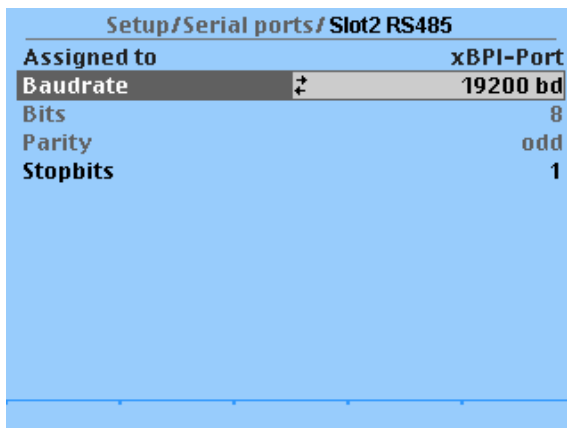 Setup/Serial ports/ Slot2 RS485
Assigned to xBPI-Port
Baudrate 19200 bd
Bits 8
Parity odd
Stopbits 1